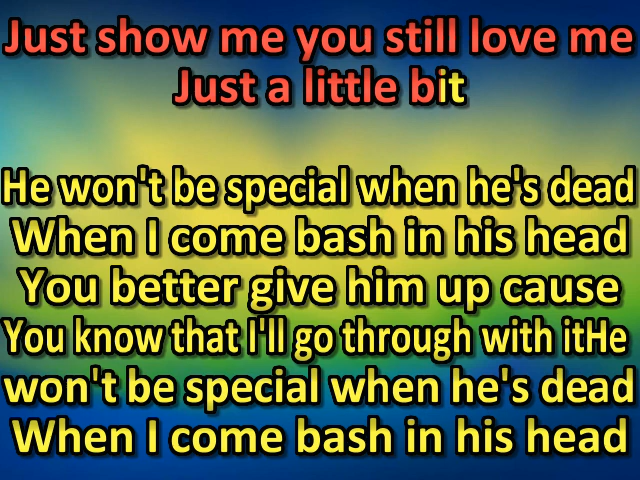 Just show me you still love me
Just a little bit
He won't be special when he's dead
When I come bash in his head
You better give him up cause
You know that I'll go through with itHe
won't be special when he's dead
When I come bash in his head